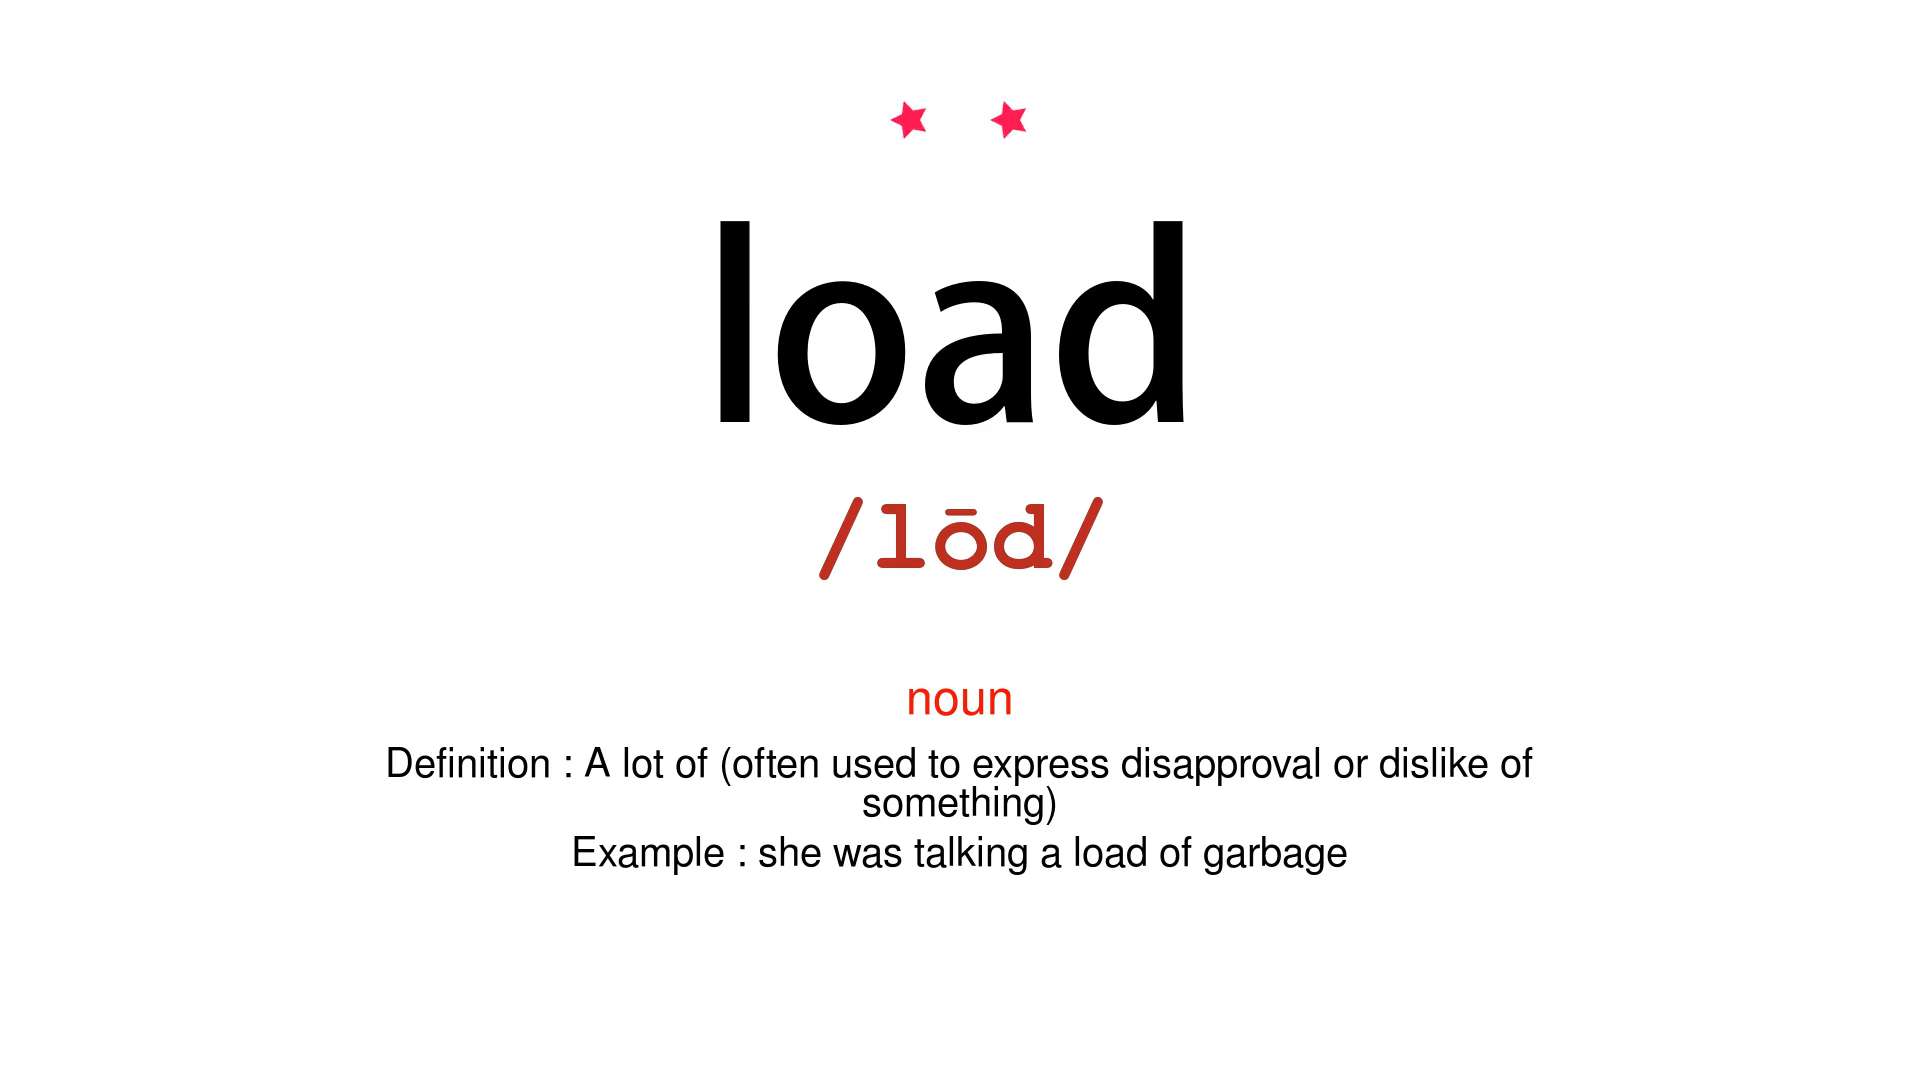 load
/lōd/
noun
Definition : A lot of (often used to express disapproval or dislike of
something)
Example : she was talking a load of garbage